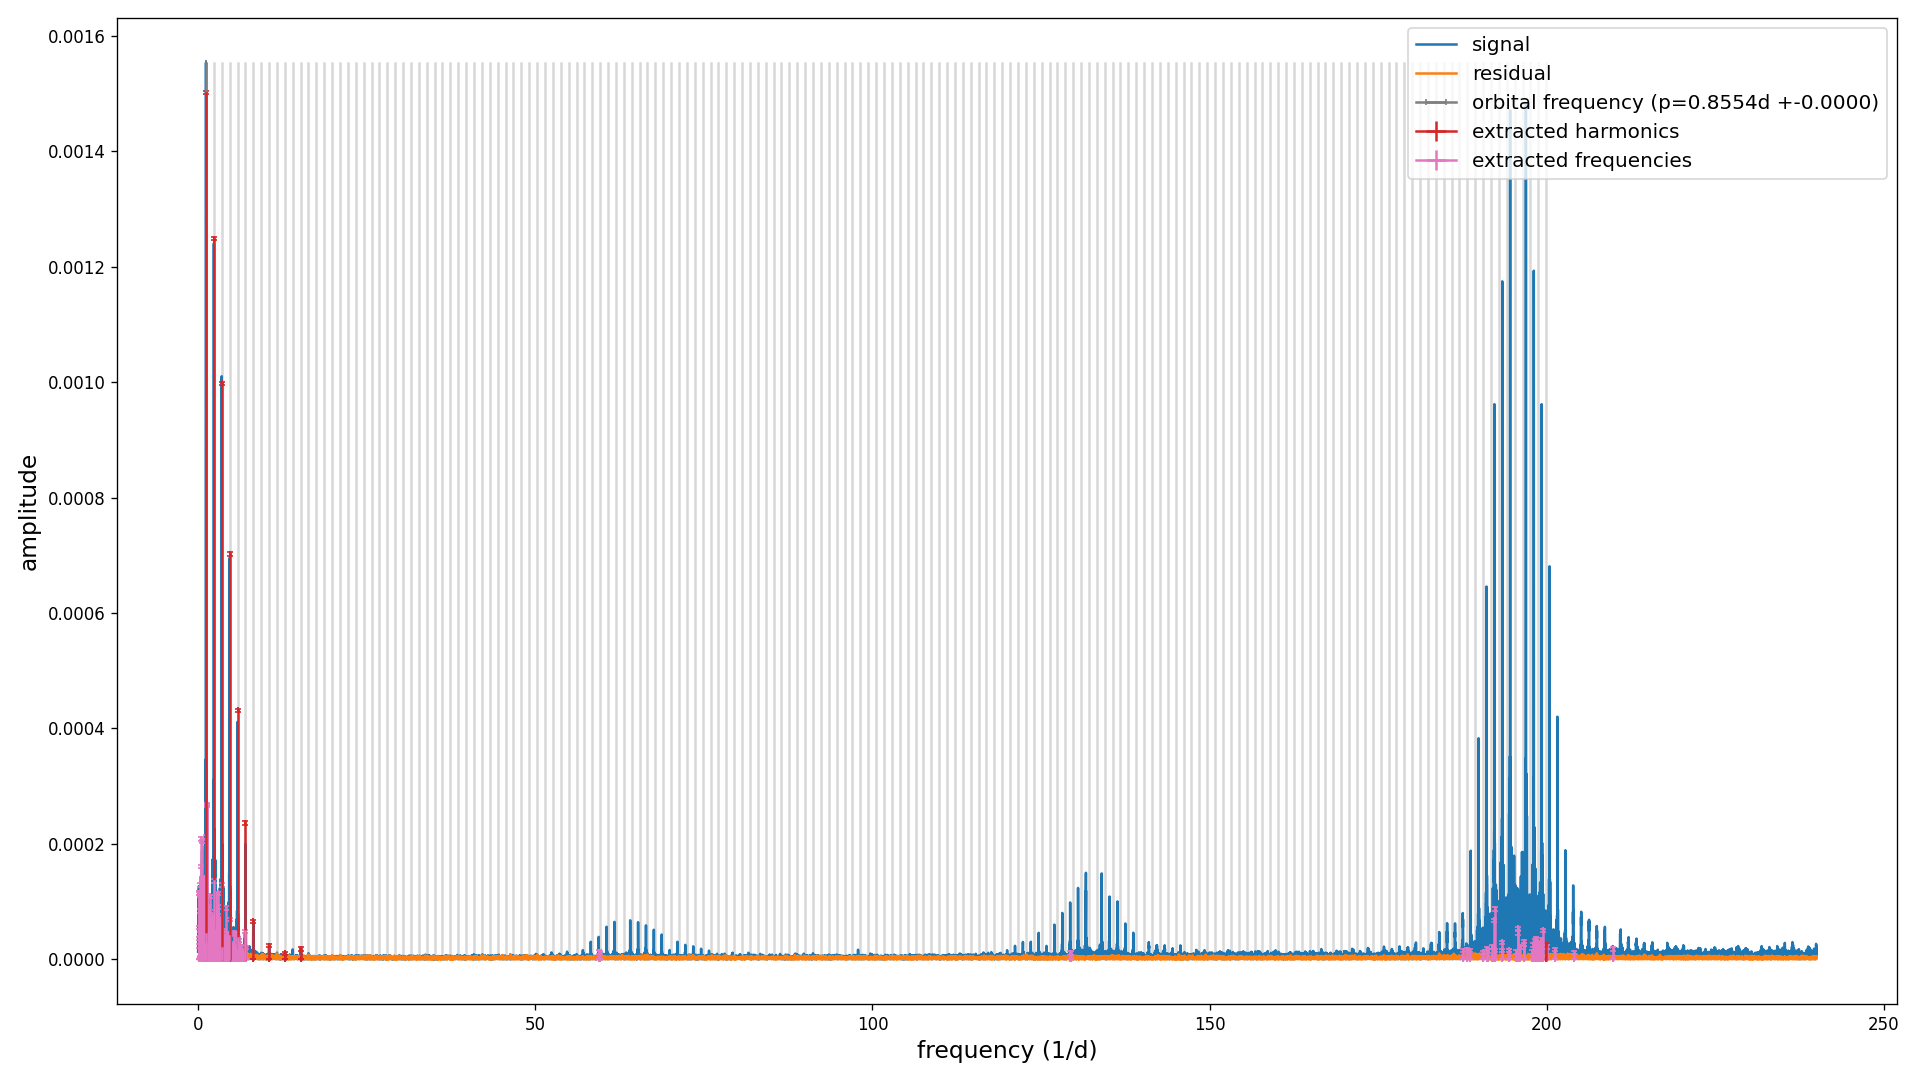 0.0016
0.0014
0.0012
0.0010
0.0008
0.0006
0.0004
0.0002
0.0000
amplitude
signal
residual
orbital frequency (p=0.8554d +-0.0000)
extracted harmonics
extracted frequencies
0
50
100
150
200
250
frequency (1/d)